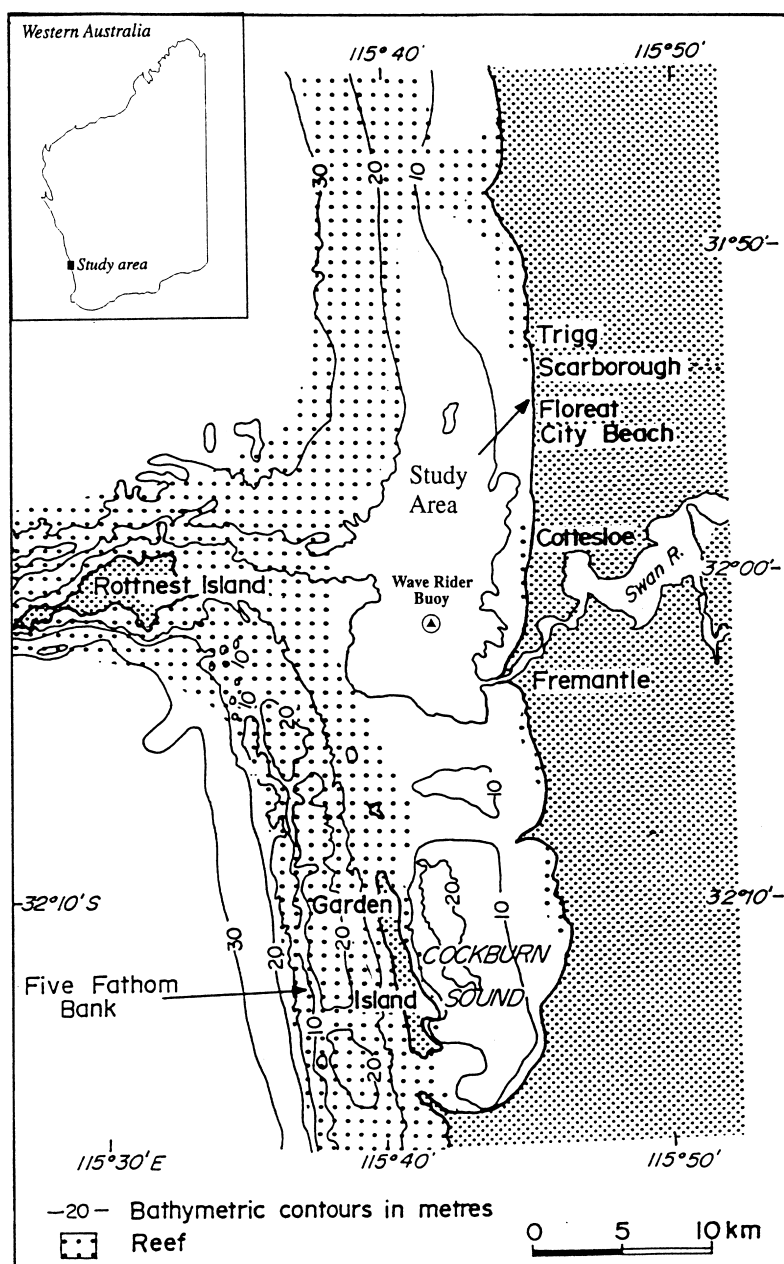 Western Australia
Study area
115° 40'
115° 50'
30
20
10
31°50'
Trigg
Scarborough
Floreat
City Beach
Study
Area
Cottesloe
Swan R.
32°00'
Rottnest Island
Wave Rider
Buoy
Fremantle
10
10
20
10
32°10' S
32°10'
Garden
20
10
30
20
20
COCKBURN
Five Fathom
Bank
Island
SOUND
10
20
115° 30' E
115° 40'
115° 50'
—20— Bathymetric contours in metres
Reef
0 5 10 km